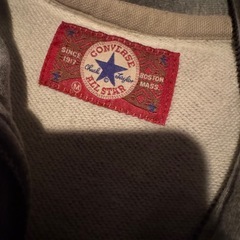 CONVERSE
SINCE 1917.
Chuck Taylor
BOSTON MASS.
ALL STAR
M